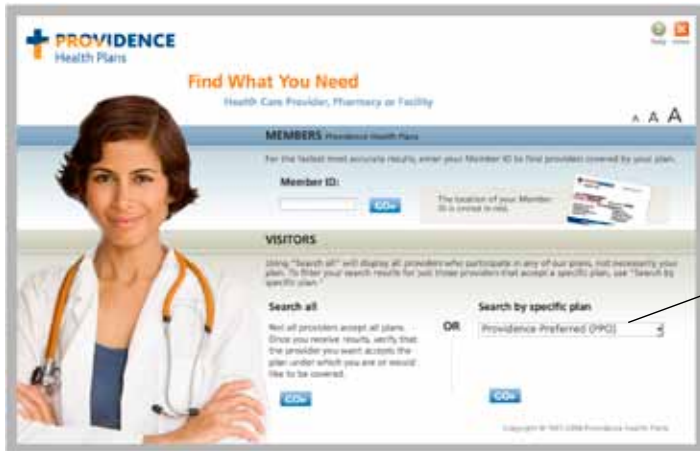 PROVIDENCE
Health Plans
Help
Find What You Need
Health Care Provider, Pharmacy or Facility
A A A
MEMBERS Providence Health Plans
For the fastest most accurate results, enter your Member ID to find providers covered by your plan.
Member ID:
GO»
The location of your Member
ID is circled in red.
VISITORS
Using "Search all" will display all providers who participate in any of our plans, not necessarily your
plan. To filter your search results for just those providers that accept a specific plan, use "Search by
specific plan."
Search all
Not all providers accept all plans.
Once you receive results, verify that
the provider you want accepts the
plan under which you are or would
like to be covered.
GO»
OR
Search by specific plan
Providence Preferred (PPO)
GO»
Providence Health Plans